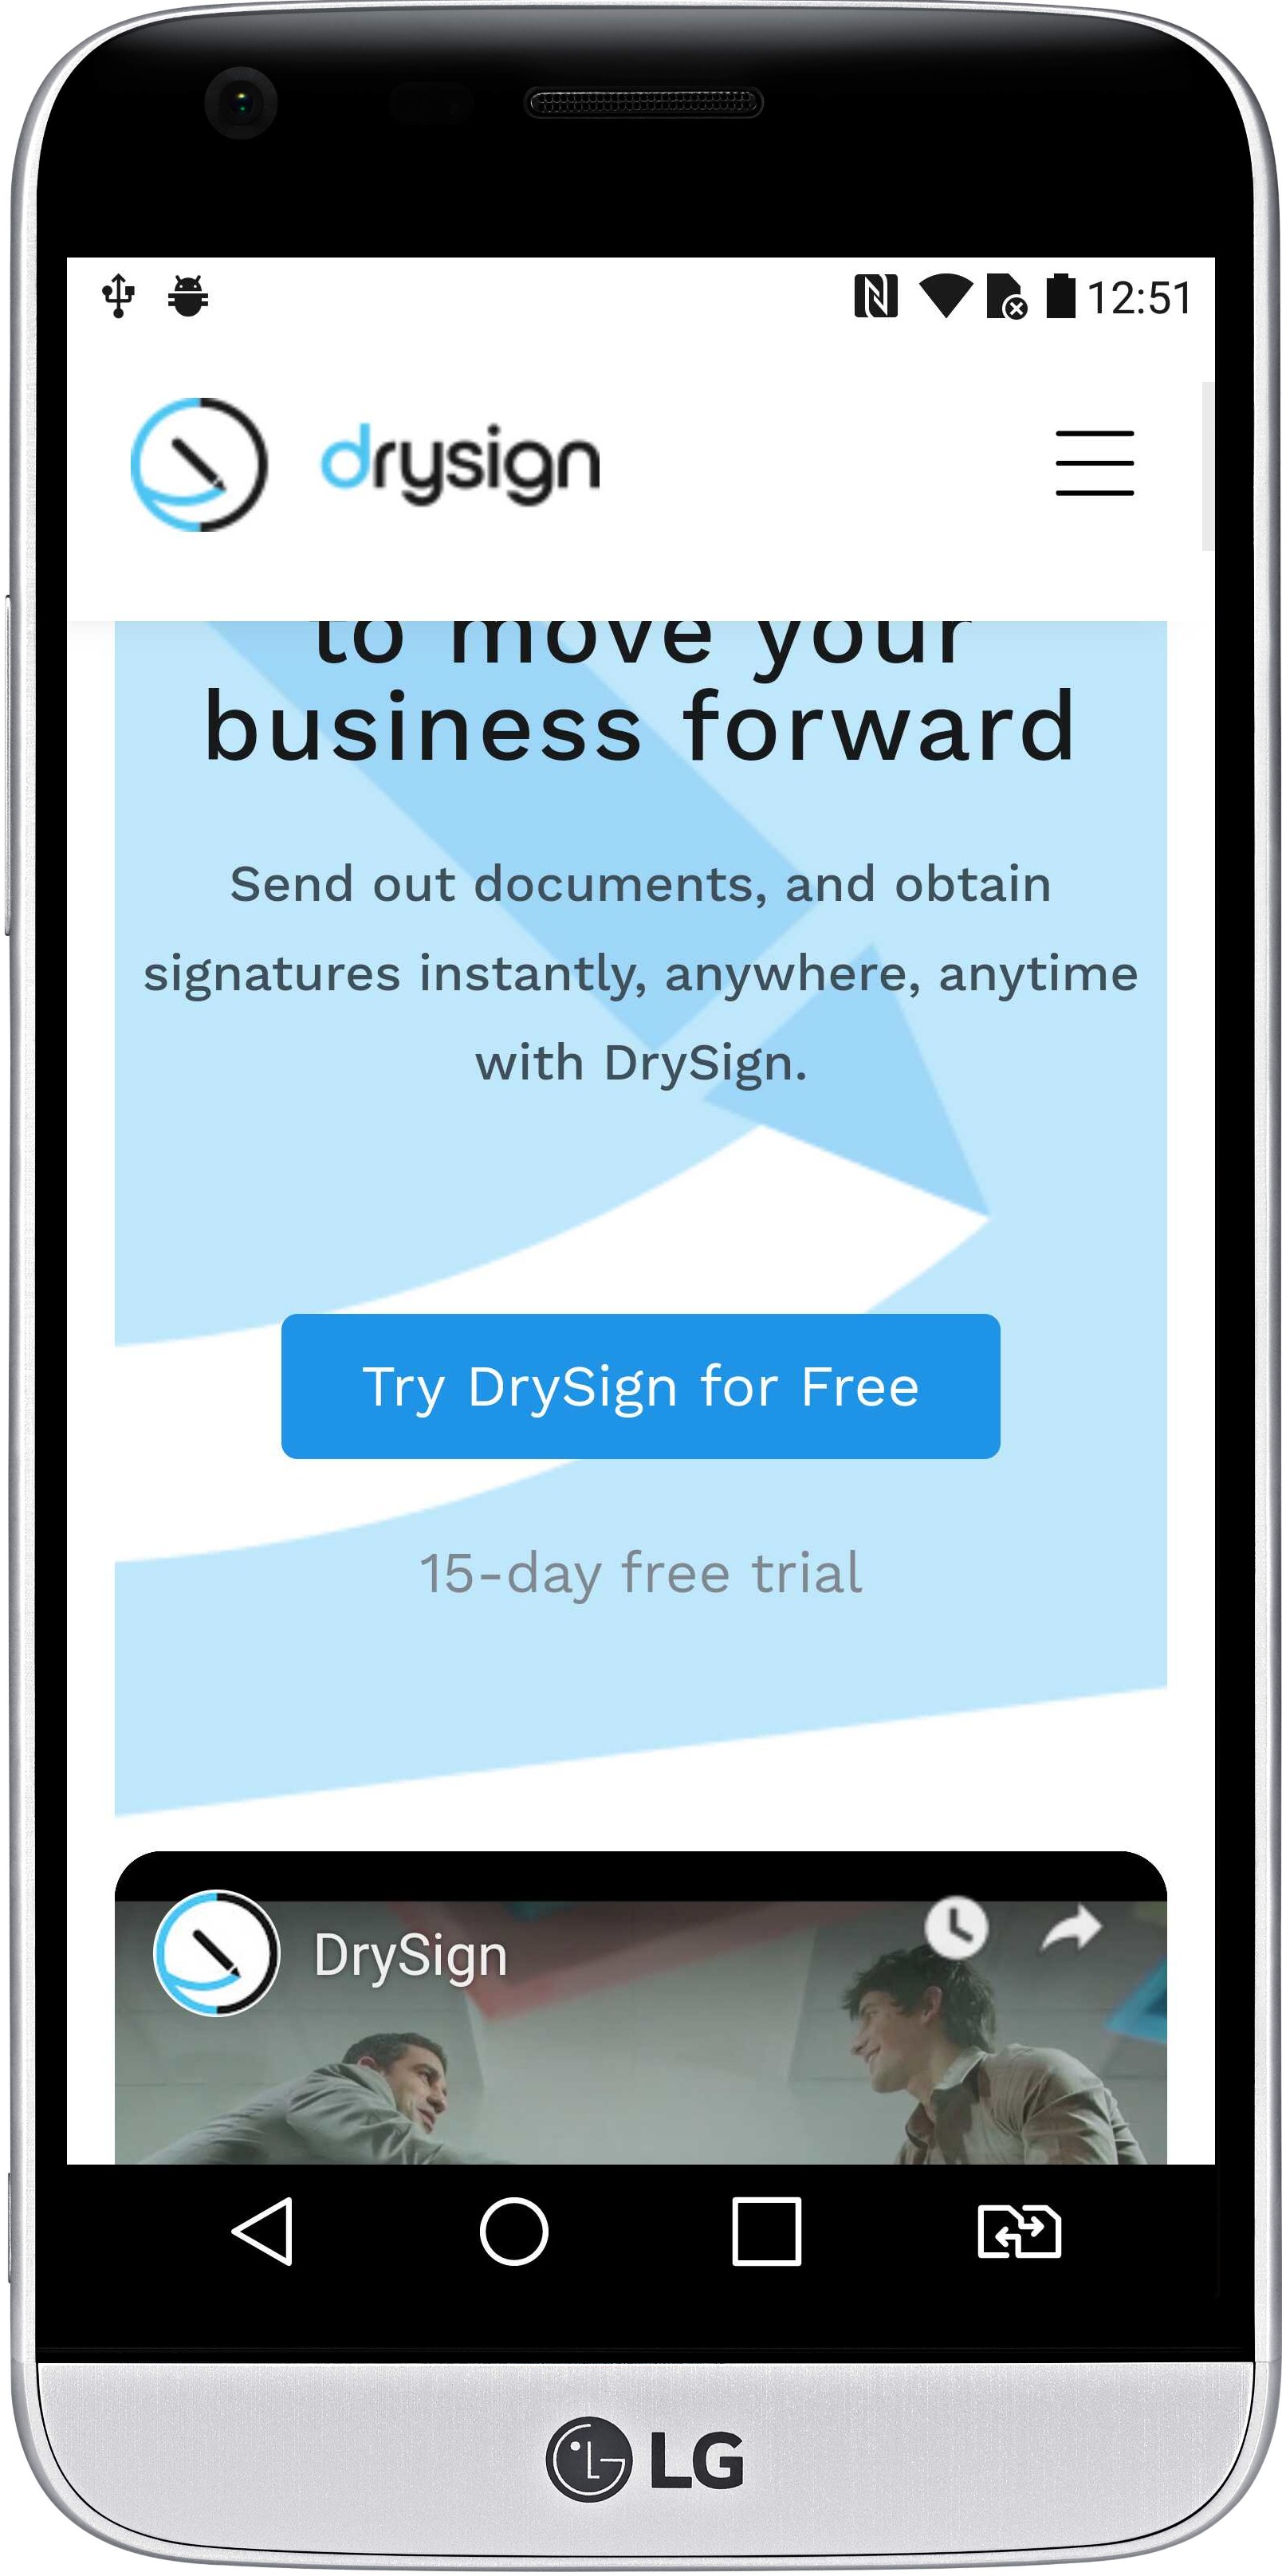 12:51
drysign
to move your
business forward
Send out documents, and obtain
signatures instantly, anywhere, anytime
with DrySign.
Try DrySign for Free
15-day free trial
DrySign
LG